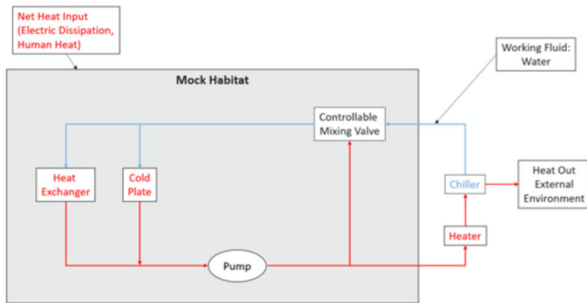 Net Heat Input
(Electric Dissipation,
Human Heat)
Mock Habitat
Working Fluid:
Water
Controllable
Mixing Valve
Heat
Exchanger
Cold
Plate
Chiller
Heat Out
External
Environment
Heater
Pump